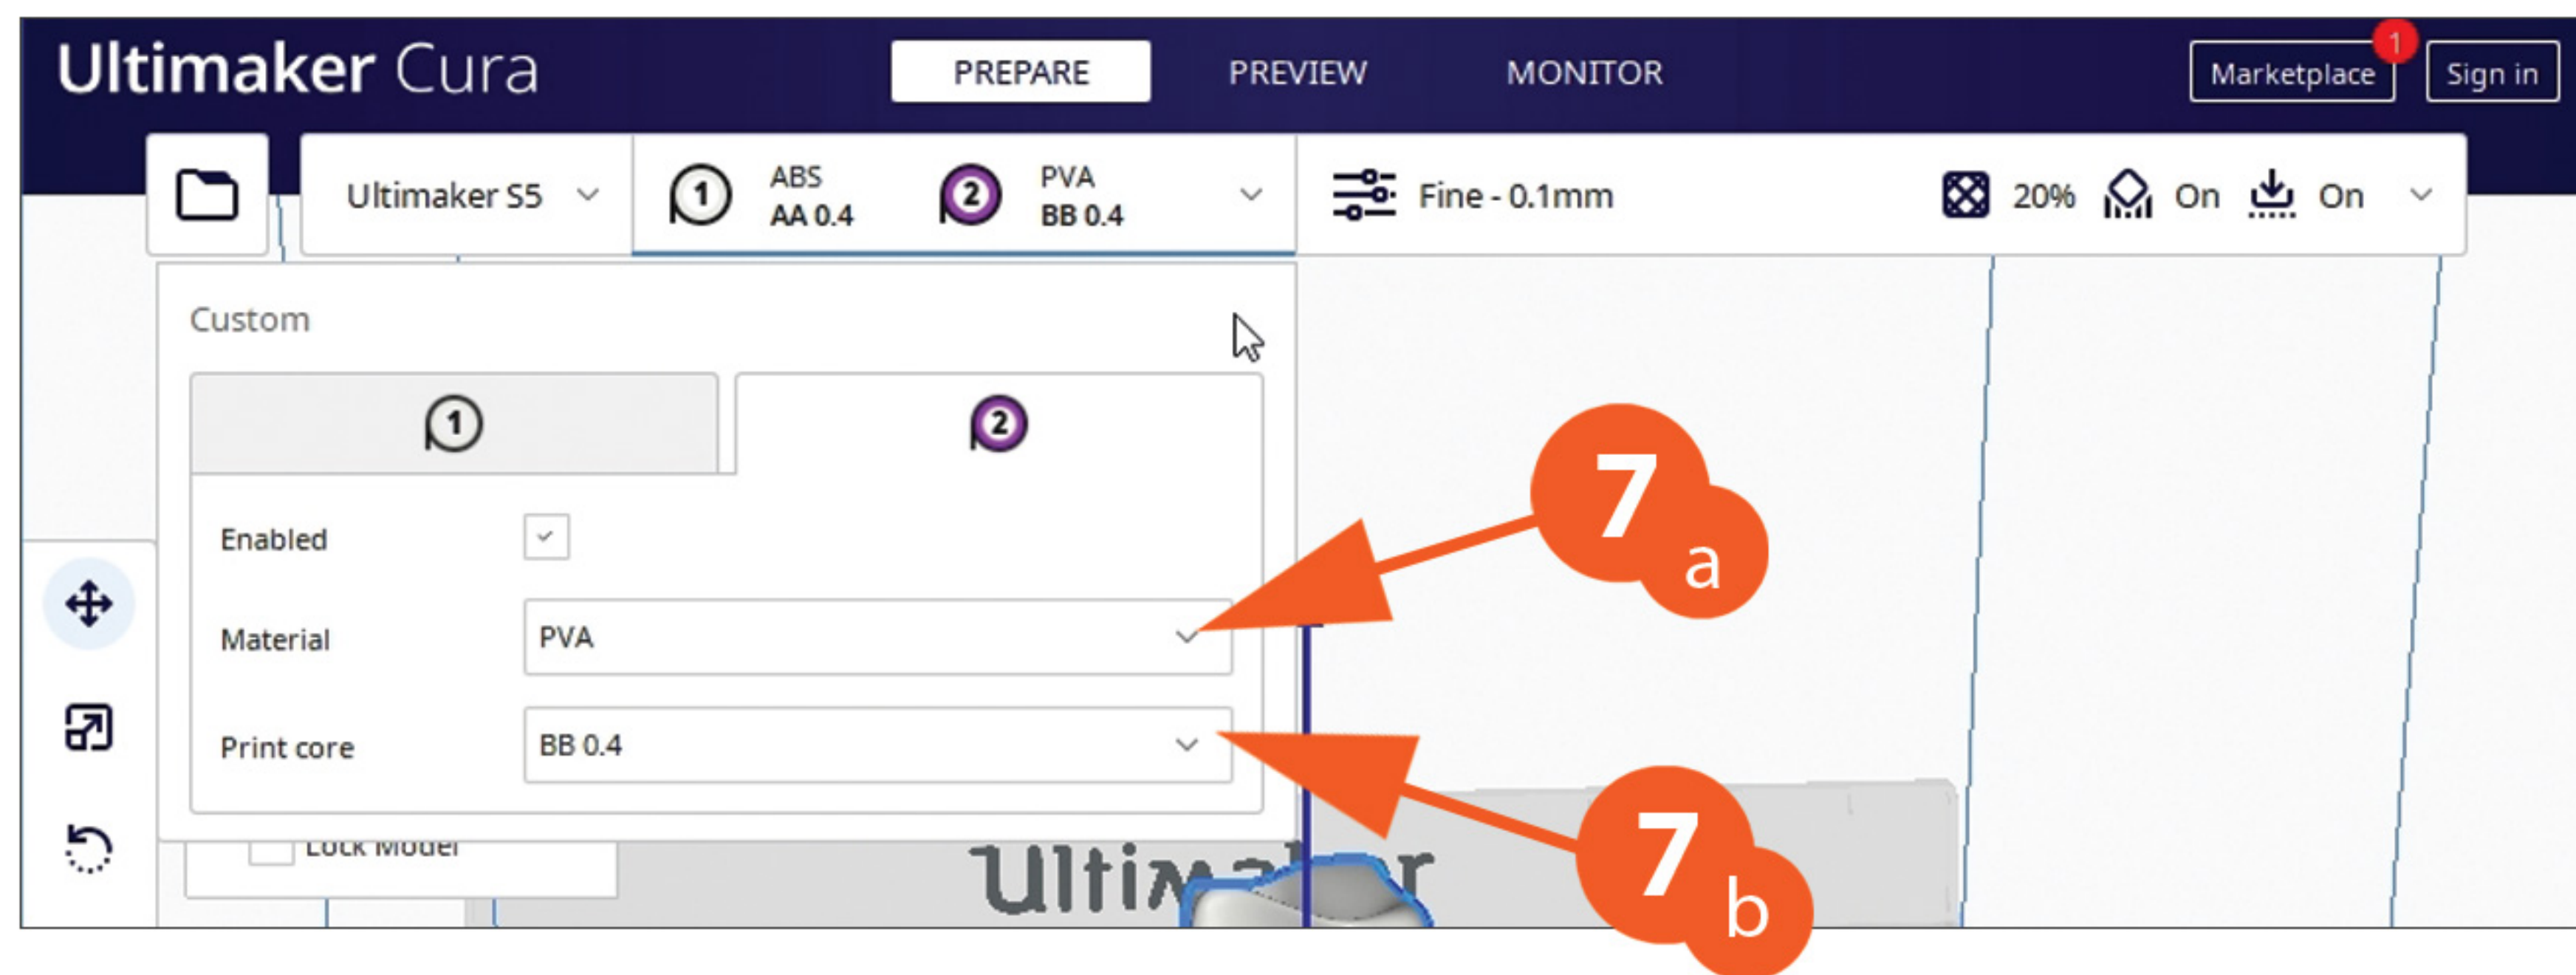 Ultimaker Cura
PREPARE
PREVIEW
MONITOR
Marketplace
1
Sign in
Ultimaker S5
1
ABS
AA 0.4
2
PVA
BB 0.4
Fine - 0.1mm
20%
On
On
Custom
1
2
Enabled
Material
PVA
Print core
BB 0.4
7
a
7
b
Lock Model
Ultimaker